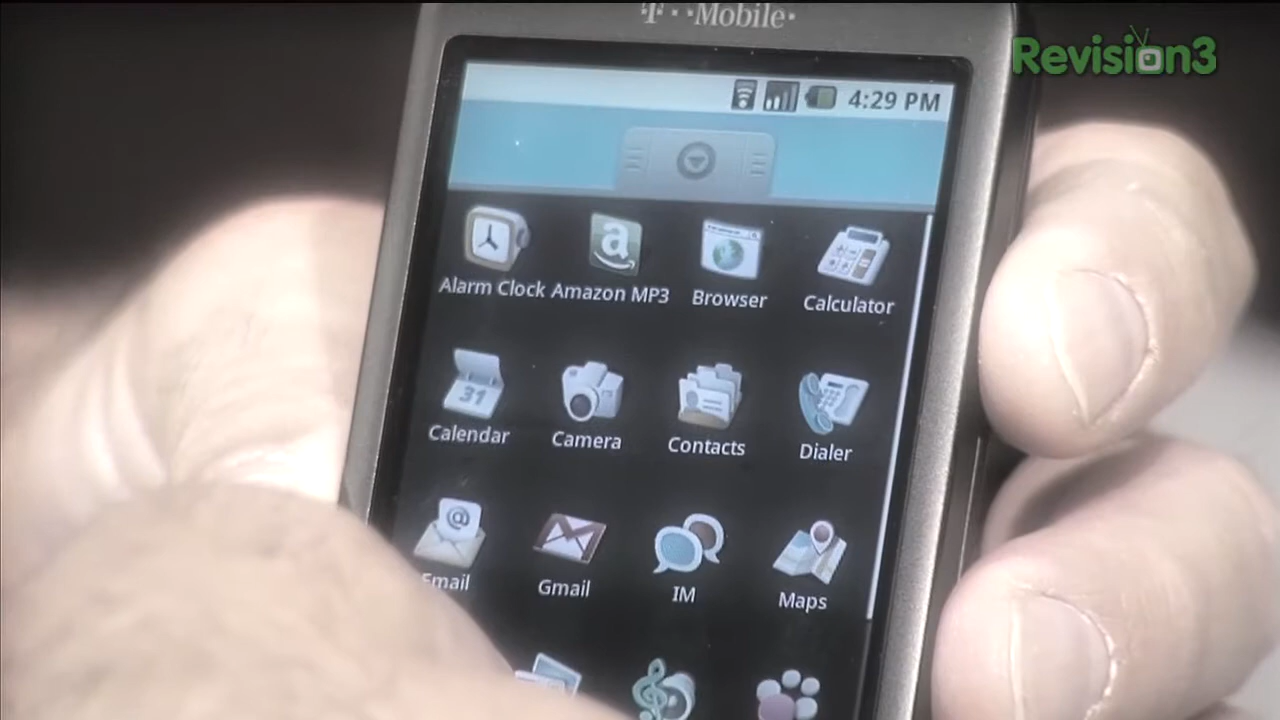 T··Mobile·
Revision3
4:29 PM
Alarm Clock Amazon MP3 Browser Calculator
31
Calendar Camera Contacts Dialer
@
Email Gmail IM Maps